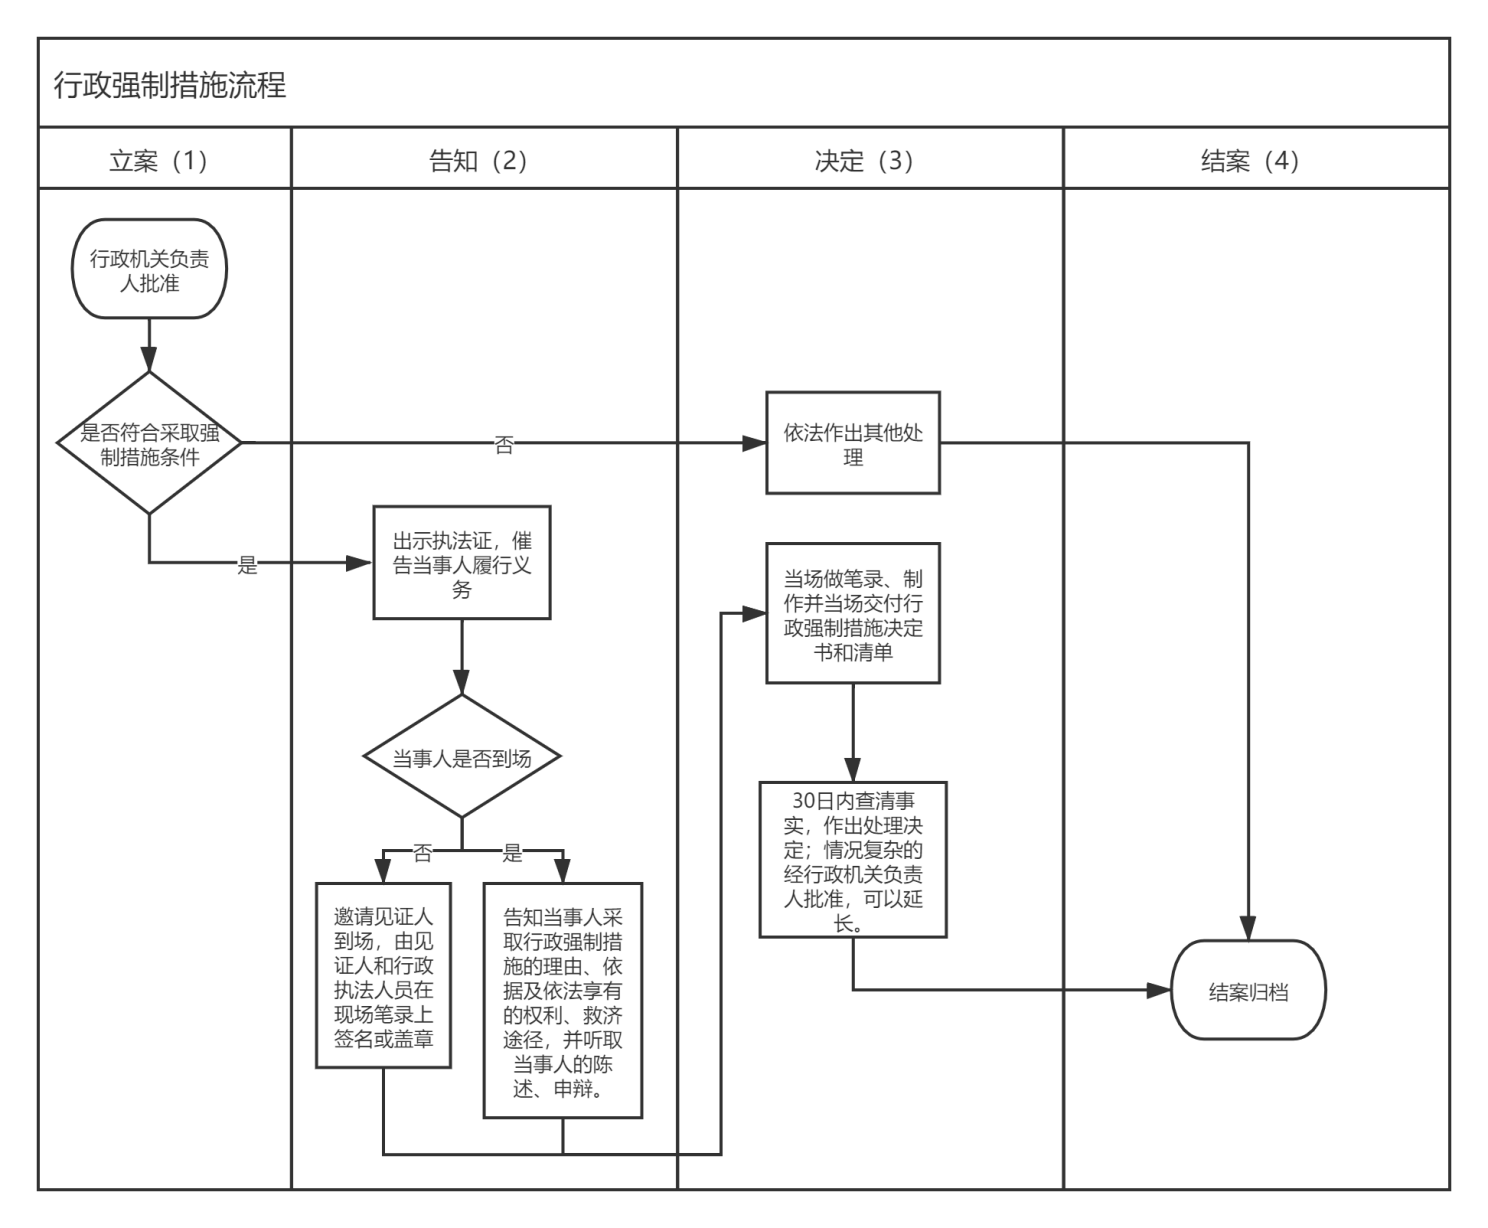 行政强制措施流程
立案（1）
告知（2）
决定（3）
结案（4）
行政机关负责
人批准
是否符合采取强
制措施条件
否
依法作出其他处
理
是
出示执法证，催
告当事人履行义
务
当事人是否到场
否
是
邀请见证人
到场，由见
证人和行政
执法人员在
现场笔录上
签名或盖章
告知当事人采
取行政强制措
施的理由、依
据及依法享有
的权利、救济
途径，并听取
当事人的陈
述、申辩。
当场做笔录、制
作并当场交付行
政强制措施决定
书和清单
30日内查清事
实，作出处理决
定；情况复杂的
经行政机关负责
人批准，可以延
长。
结案归档